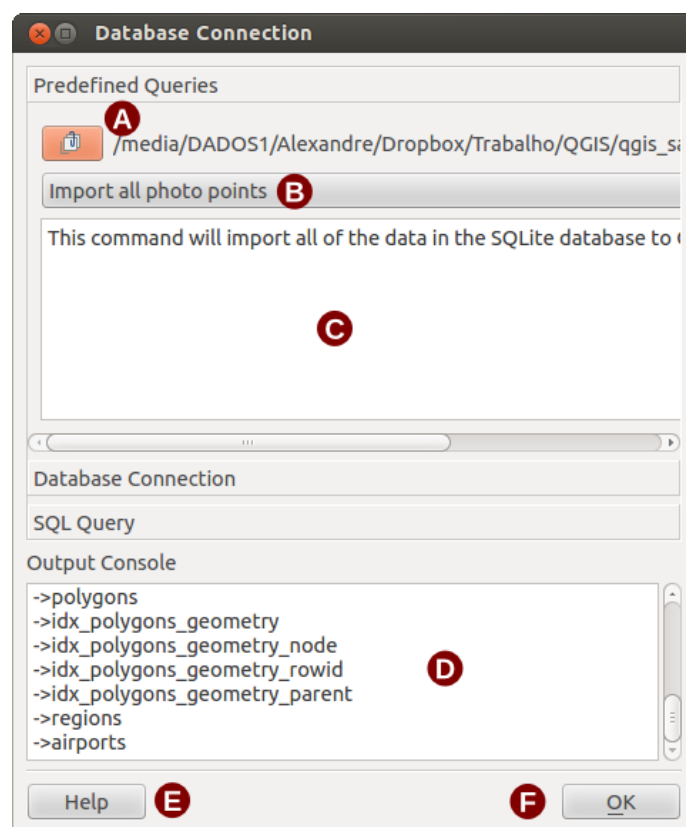 Database Connection
Predefined Queries
A
/media/DADOS1/Alexandre/Dropbox/Trabalho/QGIS/qgis_sa
Import all photo points B
This command will import all of the data in the SQLite database to
C
Database Connection
SQL Query
Output Console
->polygons
->idx_polygons_geometry
->idx_polygons_geometry_node
->idx_polygons_geometry_rowid
->idx_polygons_geometry_parent
->regions
->airports
D
Help E F OK